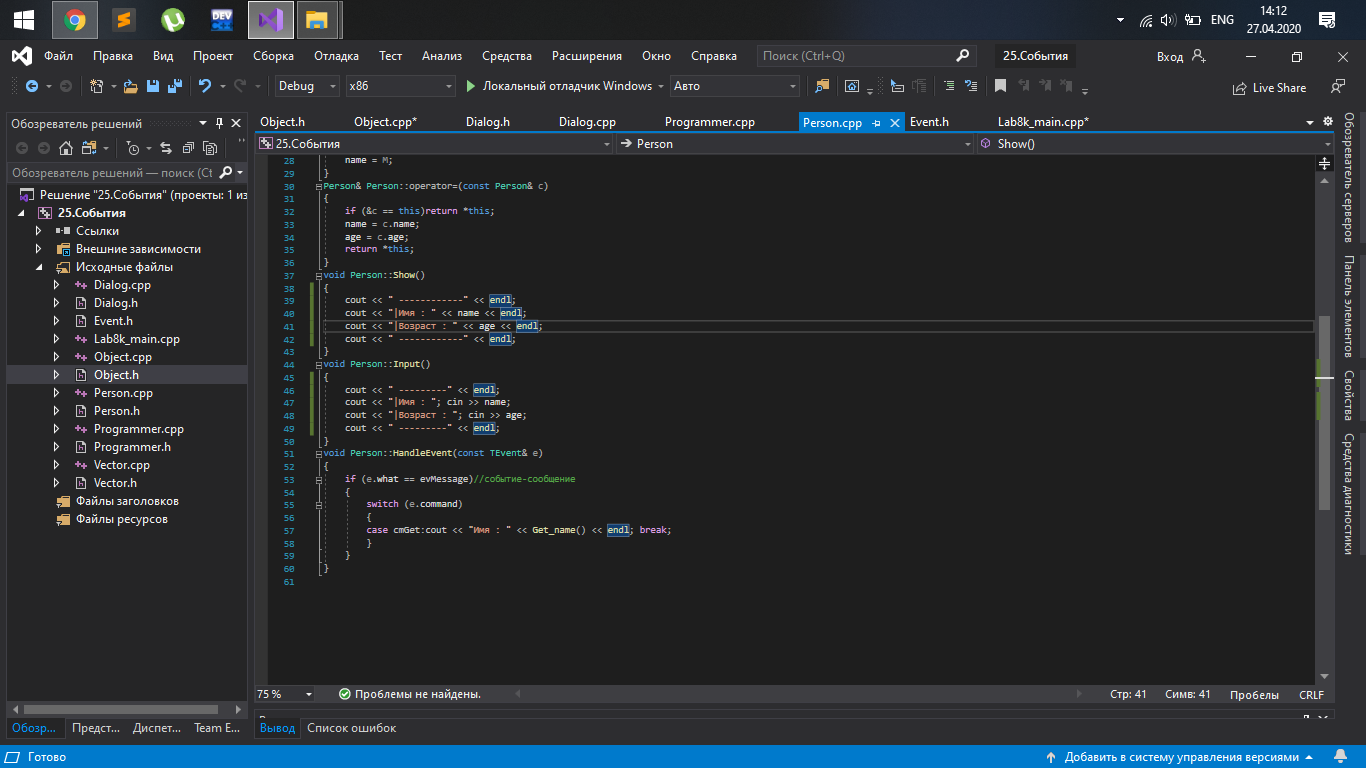 DEV
ENG
14:12
27.04.2020
Файл Правка Вид Проект Сборка Отладка Тест Анализ Средства Расширения Окно Справка Поиск (Ctrl+Q) 25.События Вход
Debug x86 Локальный отладчик Windows Авто Live Share
Обозреватель решений
Обозреватель решений — поиск (Ct
Решение "25.События" (проекты: 1 из
25.События
Ссылки
Внешние зависимости
Исходные файлы
Dialog.cpp
Dialog.h
Event.h
Lab8k_main.cpp
Object.cpp
Object.h
Person.cpp
Person.h
Programmer.cpp
Programmer.h
Vector.cpp
Vector.h
Файлы заголовков
Файлы ресурсов
Обозр... Предст... Диспет... Team E...
Object.h Object.cpp* Dialog.h Dialog.cpp Programmer.cpp Person.cpp Event.h Lab8k_main.cpp*
25.События Person Show()
28 name = M;
29 }
30 Person& Person::operator=(const Person& c)
31 {
32 if (&c == this)return *this;
33 name = c.name;
34 age = c.age;
35 return *this;
36 }
37 void Person::Show()
38 {
39 cout << " ------------" << endl;
40 cout << "|Имя : " << name << endl;
41 cout << "|Возраст : " << age << endl;
42 cout << " ------------" << endl;
43 }
44 void Person::Input()
45 {
46 cout << " ---------" << endl;
47 cout << "|Имя : "; cin >> name;
48 cout << "|Возраст : "; cin >> age;
49 cout << " ---------" << endl;
50 }
51 void Person::HandleEvent(const TEvent& e)
52 {
53 if (e.what == evMessage)//событие-сообщение
54 {
55 switch (e.command)
56 {
57 case cmGet:cout << "Имя : " << Get_name() << endl; break;
58 }
59 }
60 }
61
75 % Проблемы не найдены. Стр: 41 Симв: 41 Пробелы CRLF
Вывод Список ошибок
Обозреватель серверов
Панель элементов
Свойства
Средства диагностики
Готово Добавить в систему управления версиями